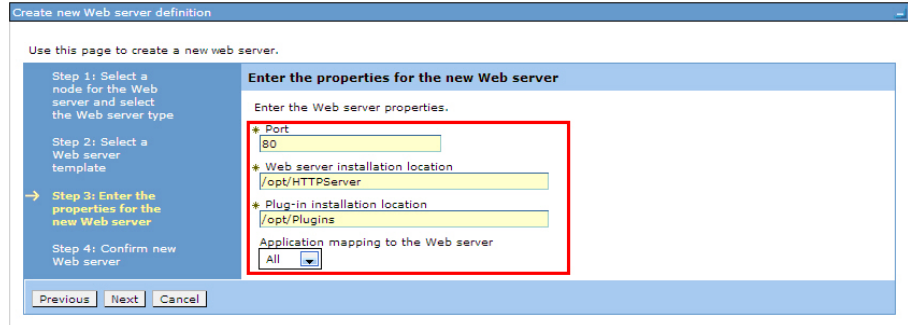 Create new Web server definition
Use this page to create a new web server.
Step 1: Select a
node for the Web
server and select
the Web server type
Step 2: Select a
Web server
template
Step 3: Enter the
properties for the
new Web server
Step 4: Confirm new
Web server
Enter the properties for the new Web server
Enter the Web server properties.
* Port
80
* Web server installation location
/opt/HTTPServer
* Plug-in installation location
/opt/Plugins
Application mapping to the Web server
All
Previous Next Cancel